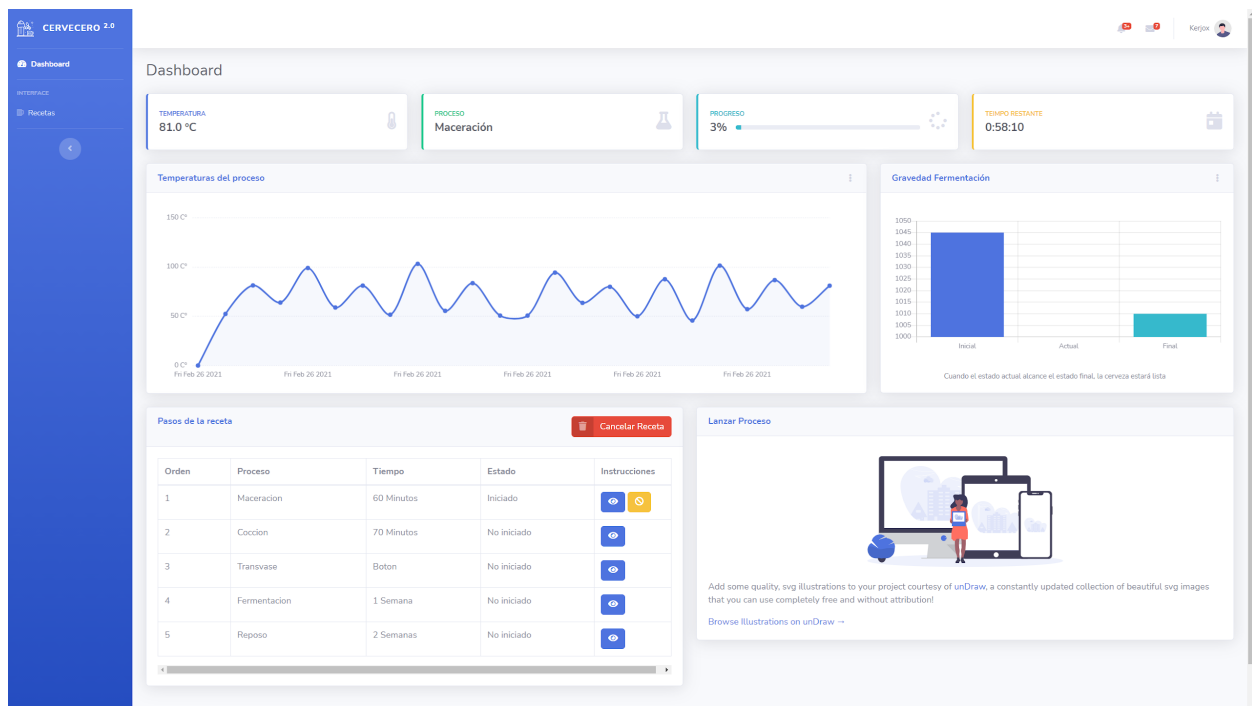 CERVECERO 2.0
3+
7
Kerjox
Dashboard
INTERFACE
Recetas
Dashboard
TEMPERATURA
81.0 ºC
PROCESO
Maceración
PROGRESO
3%
TEIMPO RESTANTE
0:58:10
Temperaturas del proceso
150 Cº
100 Cº
50 Cº
0 Cº
Fri Feb 26 2021 Fri Feb 26 2021 Fri Feb 26 2021 Fri Feb 26 2021 Fri Feb 26 2021 Fri Feb 26 2021
Gravedad Fermentación
1050
1045
1040
1035
1030
1025
1020
1015
1010
1005
1000
Inicial Actual Final
Cuando el estado actual alcance el estado final, la cerveza estará lista
Pasos de la receta
Cancelar Receta
Orden Proceso Tiempo Estado Instrucciones
1 Maceracion 60 Minutos Iniciado
2 Coccion 70 Minutos No iniciado
3 Transvase Boton No iniciado
4 Fermentacion 1 Semana No iniciado
5 Reposo 2 Semanas No iniciado
Lanzar Proceso
Add some quality, svg illustrations to your project courtesy of unDraw, a constantly updated collection of beautiful svg images
that you can use completely free and without attribution!
Browse Illustrations on unDraw →